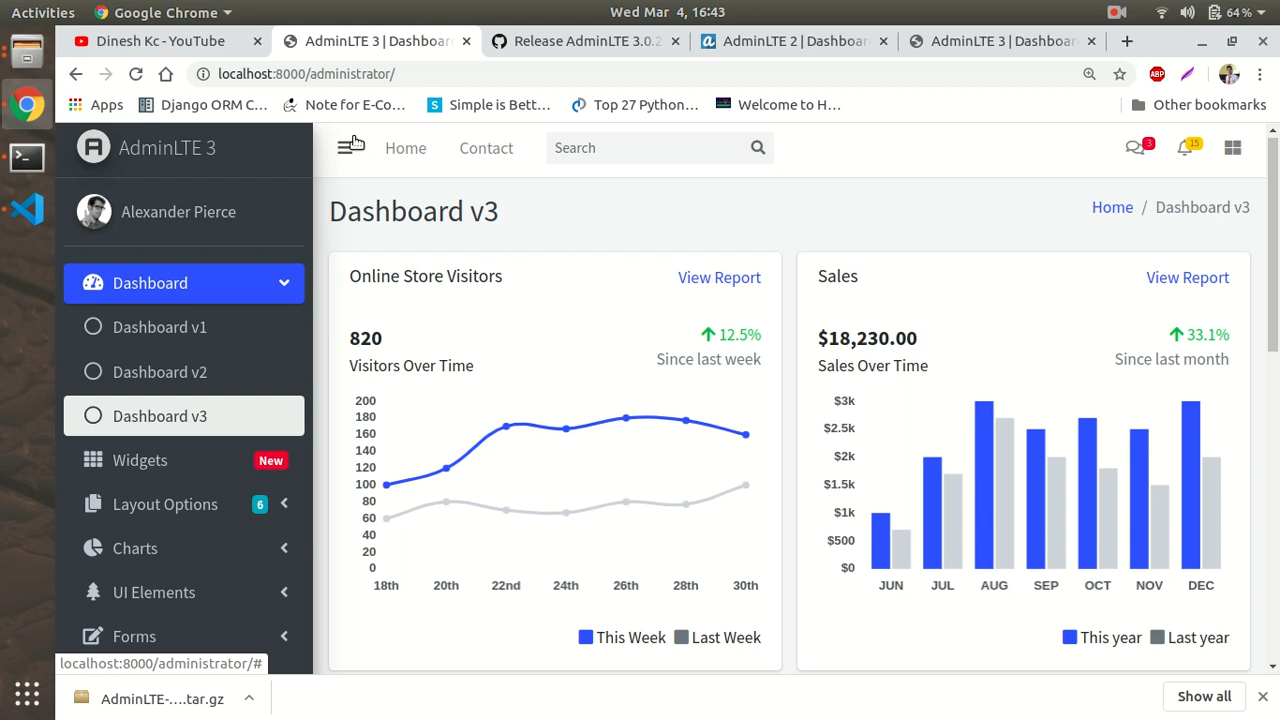 Activities
Google Chrome
Wed Mar 4, 16:43
64 %
Dinesh Kc - YouTube
AdminLTE 3 | Dashboar
Release AdminLTE 3.0.2
AdminLTE 2 | Dashboar
AdminLTE 3 | Dashboar
localhost:8000/administrator/
ABP
Apps
Django ORM C...
Note for E-Co...
Simple is Bett...
Top 27 Python...
Welcome to H...
Other bookmarks
AdminLTE 3
Home
Contact
Search
3
15
Alexander Pierce
Dashboard v3
Home / Dashboard v3
Dashboard
Dashboard v1
Dashboard v2
Dashboard v3
Widgets
New
Layout Options
6
Charts
UI Elements
Forms
Online Store Visitors
View Report
820
Visitors Over Time
12.5%
Since last week
200
180
160
140
120
100
80
60
40
20
0
18th 20th 22nd 24th 26th 28th 30th
This Week Last Week
Sales
View Report
$18,230.00
Sales Over Time
33.1%
Since last month
$3k
$2.5k
$2k
$1.5k
$1k
$500
$0
JUN JUL AUG SEP OCT NOV DEC
This year Last year
localhost:8000/administrator/#
AdminLTE-....tar.gz
Show all